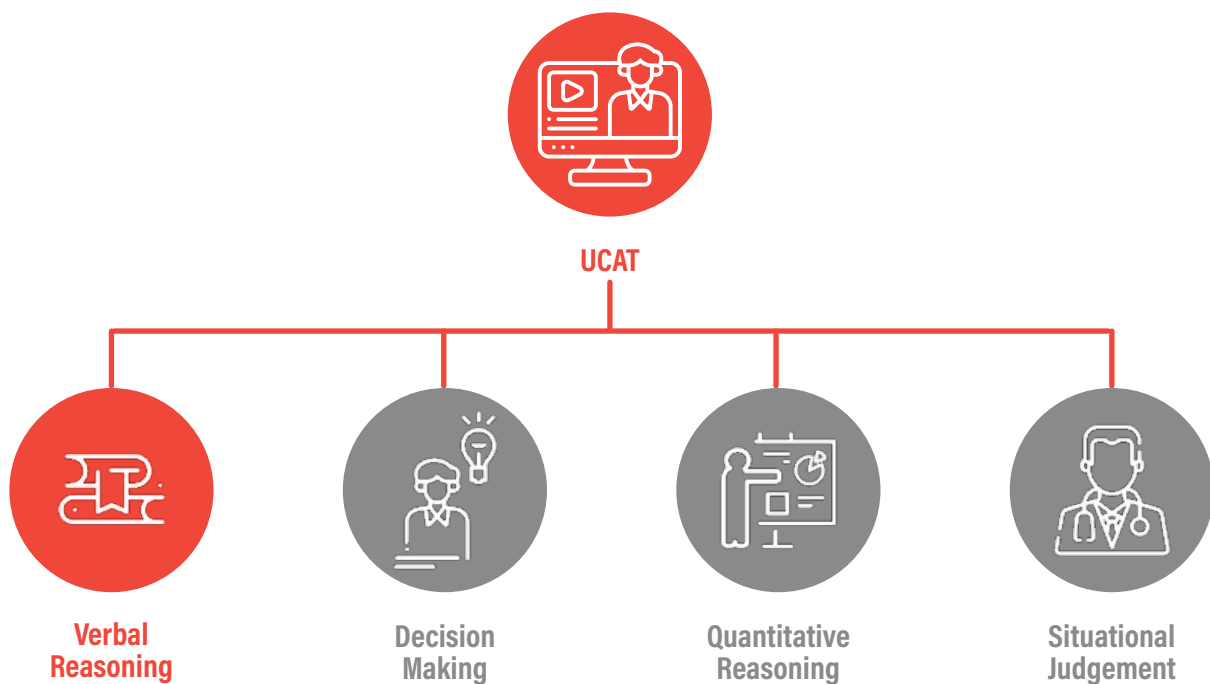 UCAT
Verbal
Reasoning
Decision
Making
Quantitative
Reasoning
Situational
Judgement